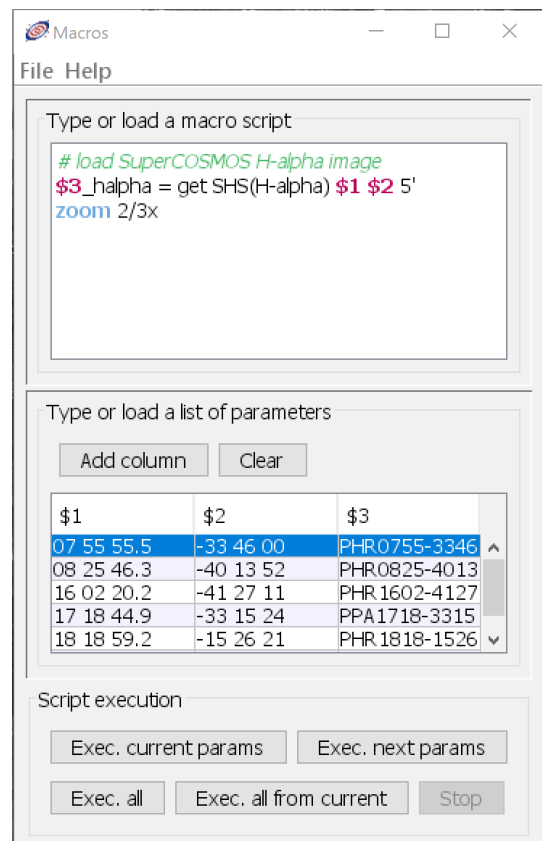 Macros
File Help
Type or load a macro script
# load SuperCOSMOS H-alpha image
$3_halpha = get SHS(H-alpha) $1 $2 5'
zoom 2/3x
Type or load a list of parameters
Add column Clear
$1 $2 $3
07 55 55.5 -33 46 00 PHR0755-3346
08 25 46.3 -40 13 52 PHR0825-4013
16 02 20.2 -41 27 11 PHR1602-4127
17 18 44.9 -33 15 24 PPA1718-3315
18 18 59.2 -15 26 21 PHR1818-1526
Script execution
Exec. current params Exec. next params
Exec. all Exec. all from current Stop